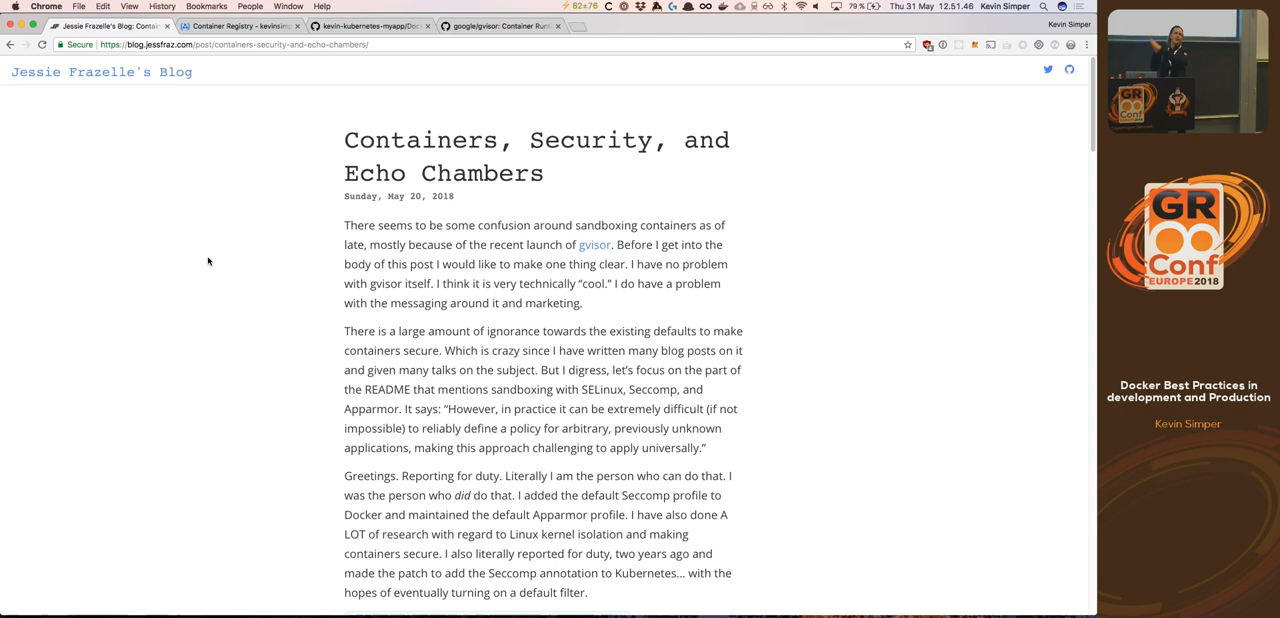 Chrome File Edit View History Bookmarks People Window Help
82±76
79 %
Thu 31 May 12.51.46 Kevin Simper
Jessie Frazelle's Blog: Contain
Container Registry - kevinsimp
kevin-kubernetes-myapp/Dock
google/gvisor: Container Runt
Kevin Simper
Secure https://blog.jessfraz.com/post/containers-security-and-echo-chambers/
Jessie Frazelle's Blog
Containers, Security, and
Echo Chambers
Sunday, May 20, 2018
There seems to be some confusion around sandboxing containers as of
late, mostly because of the recent launch of gvisor. Before I get into the
body of this post I would like to make one thing clear. I have no problem
with gvisor itself. I think it is very technically “cool.” I do have a problem
with the messaging around it and marketing.
There is a large amount of ignorance towards the existing defaults to make
containers secure. Which is crazy since I have written many blog posts on it
and given many talks on the subject. But I digress, let’s focus on the part of
the README that mentions sandboxing with SELinux, Seccomp, and
Apparmor. It says: “However, in practice it can be extremely difficult (if not
impossible) to reliably define a policy for arbitrary, previously unknown
applications, making this approach challenging to apply universally.”
Greetings. Reporting for duty. Literally I am the person who can do that. I
was the person who did do that. I added the default Seccomp profile to
Docker and maintained the default Apparmor profile. I have also done A
LOT of research with regard to Linux kernel isolation and making
containers secure. I also literally reported for duty, two years ago and
made the patch to add the Seccomp annotation to Kubernetes... with the
hopes of eventually turning on a default filter.
GR
Conf
EUROPE 2018
Docker Best Practices in
development and Production
Kevin Simper